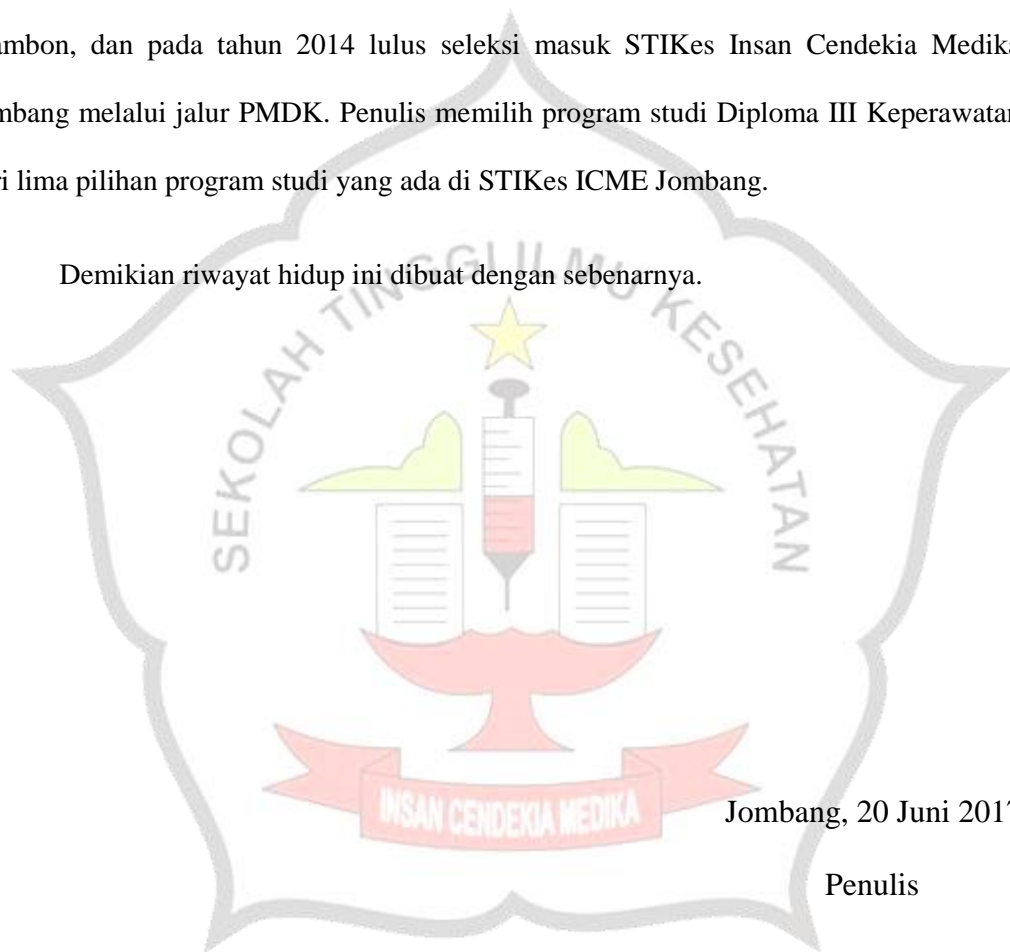 ambon, dan pada tahun 2014 lulus seleksi masuk STIKes Insan Cendekia Medika
mbang melalui jalur PMDK. Penulis memilih program studi Diploma III Keperawatan
ri lima pilihan program studi yang ada di STIKes ICME Jombang.
Demikian riwayat hidup ini dibuat dengan sebenarnya.
SEKOLAH TINGGI ILMU KESEHATAN
INSAN CENDEKIA MEDIKA
Jombang, 20 Juni 2017
Penulis